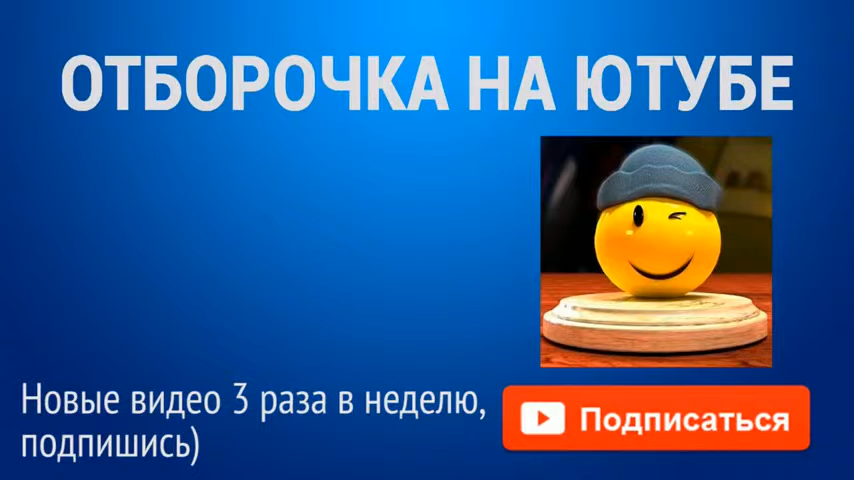 ОТБОРОЧКА НА ЮТУБЕ
Новые видео 3 раза в неделю,
подпишись)
Подписаться